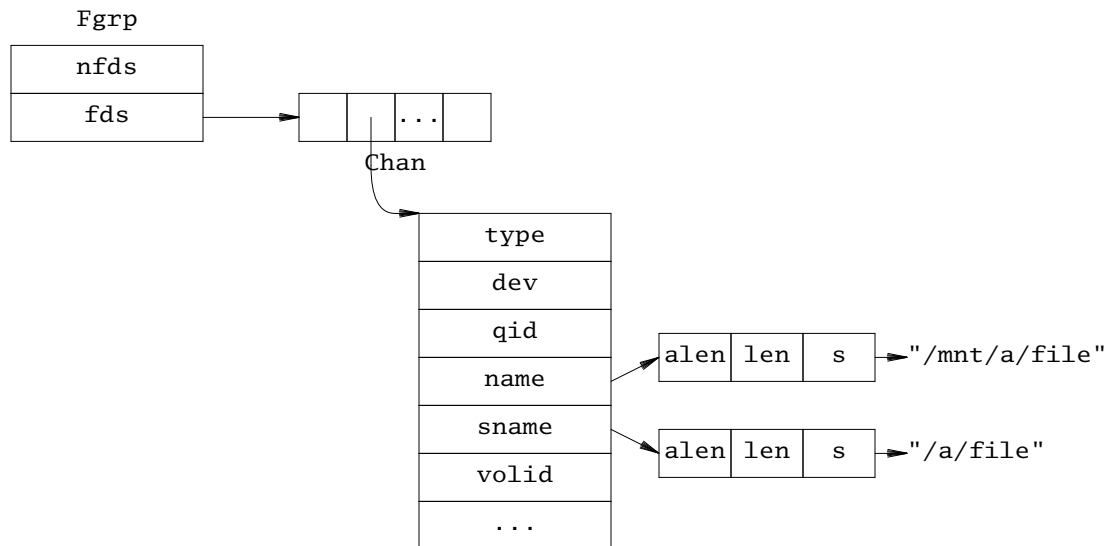 Fgrp
nfds
fds
...
Chan
type
dev
qid
name
sname
volid
...
alen len s "/mnt/a/file"
alen len s "/a/file"